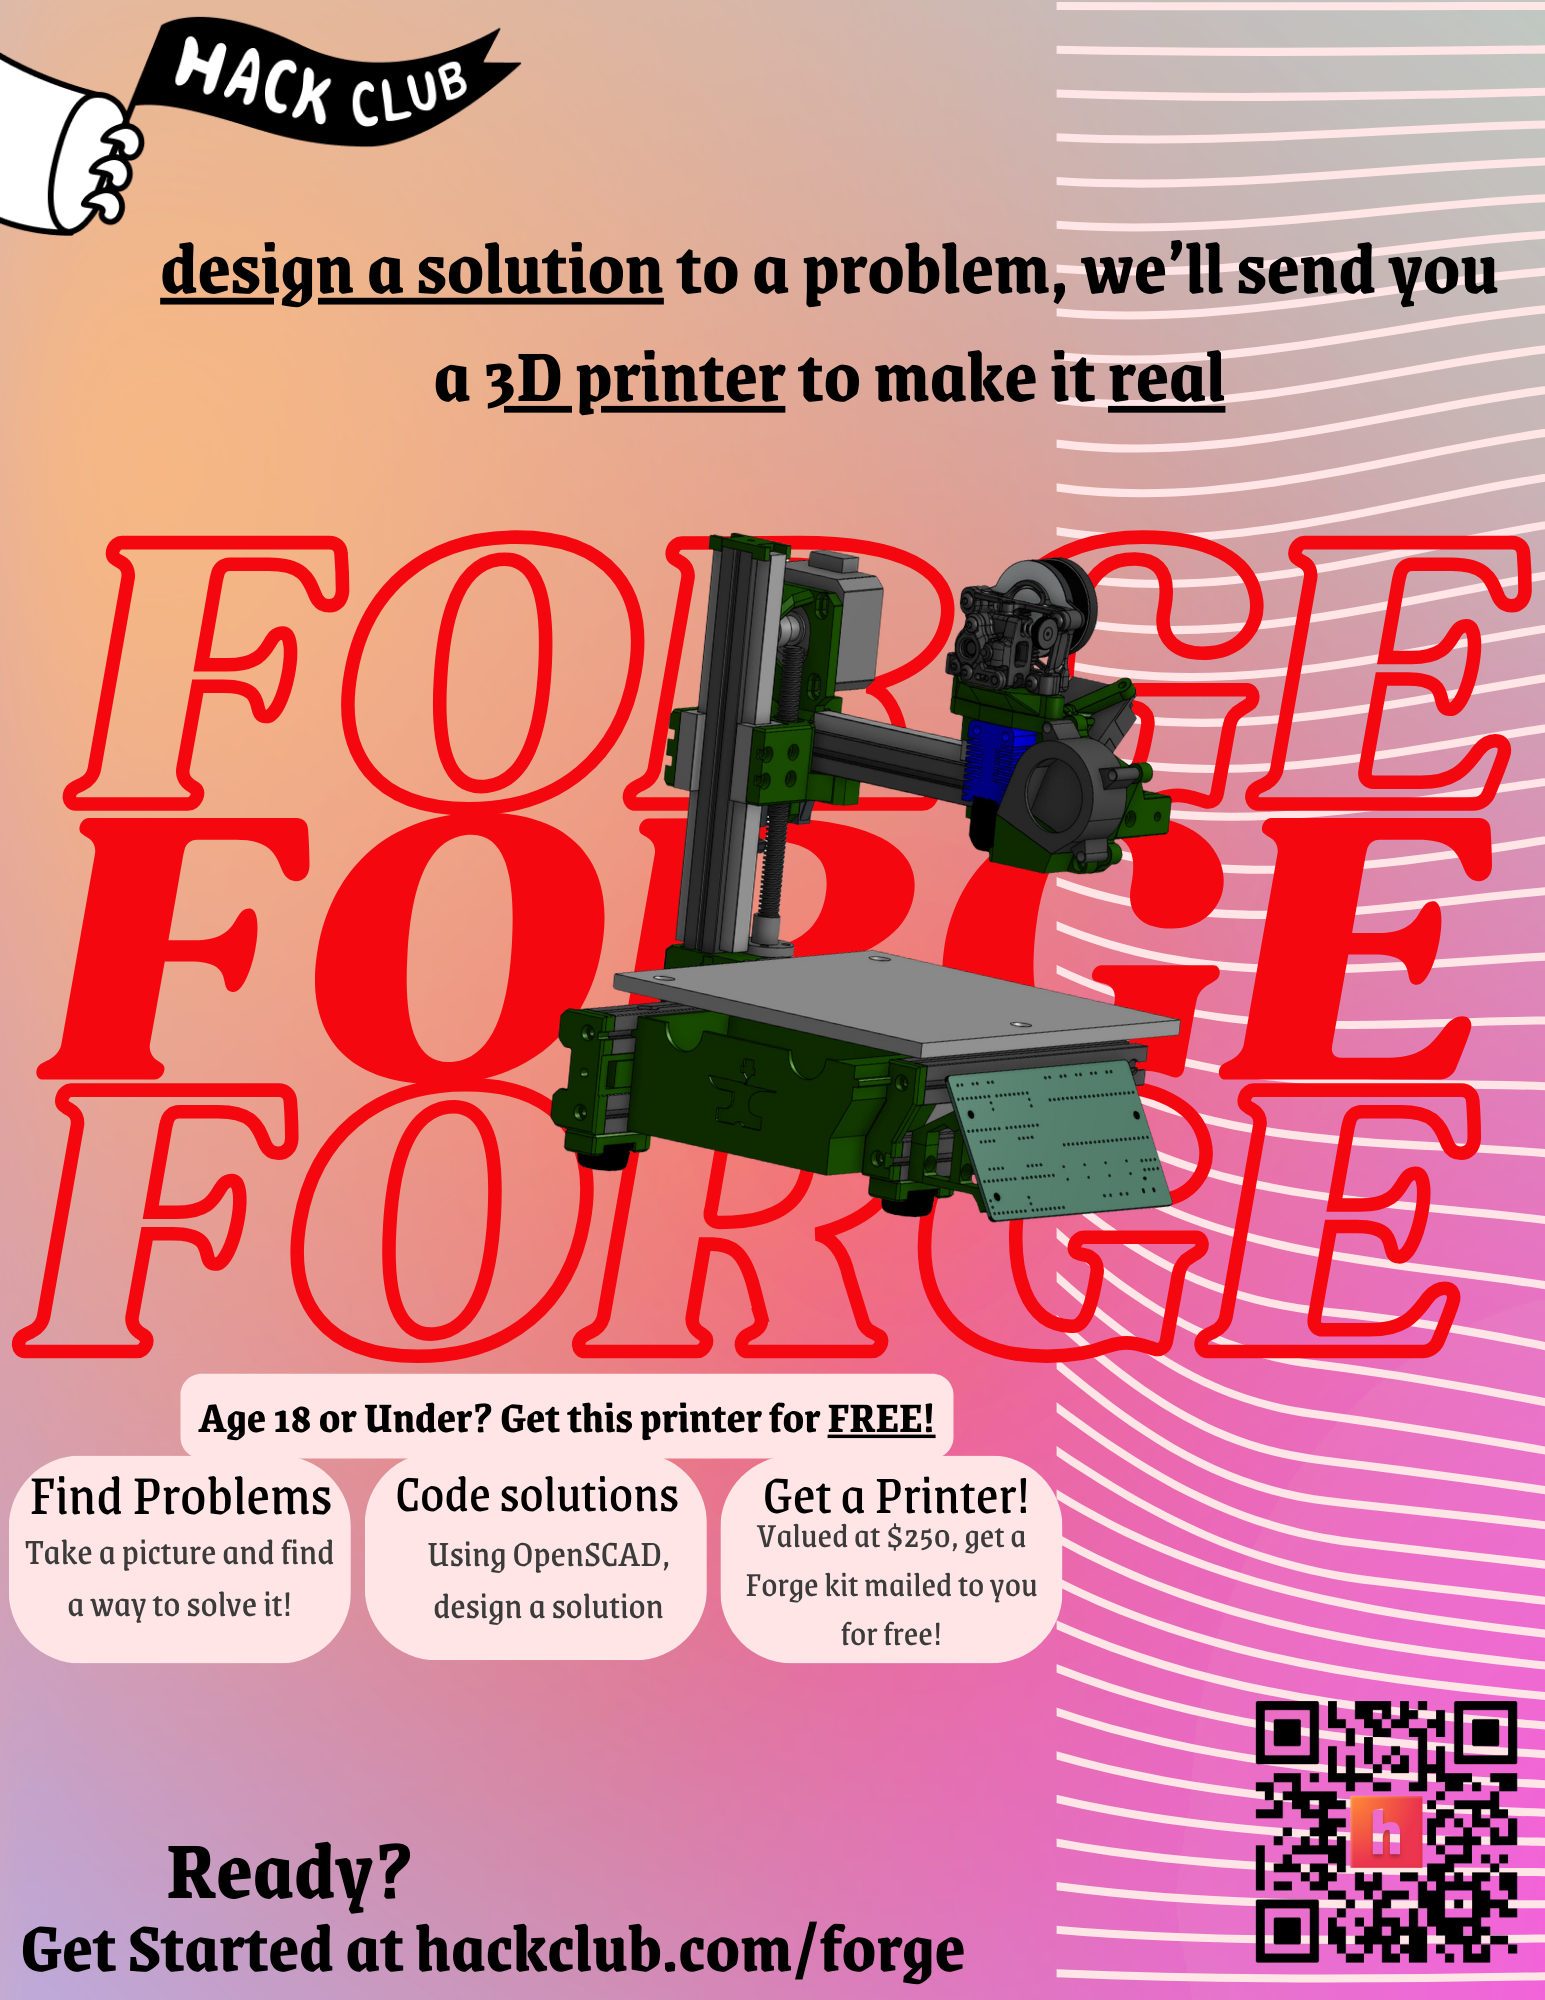 HACK CLUB
design a solution to a problem, we'll send you
a 3D printer to make it real
FORGE
FORGE
FORGE
Age 18 or Under? Get this printer for FREE!
Find Problems
Take a picture and find
a way to solve it!
Code solutions
Using OpenSCAD,
design a solution
Get a Printer!
Valued at $250, get a
Forge kit mailed to you
for free!
h
Ready?
Get Started at hackclub.com/forge